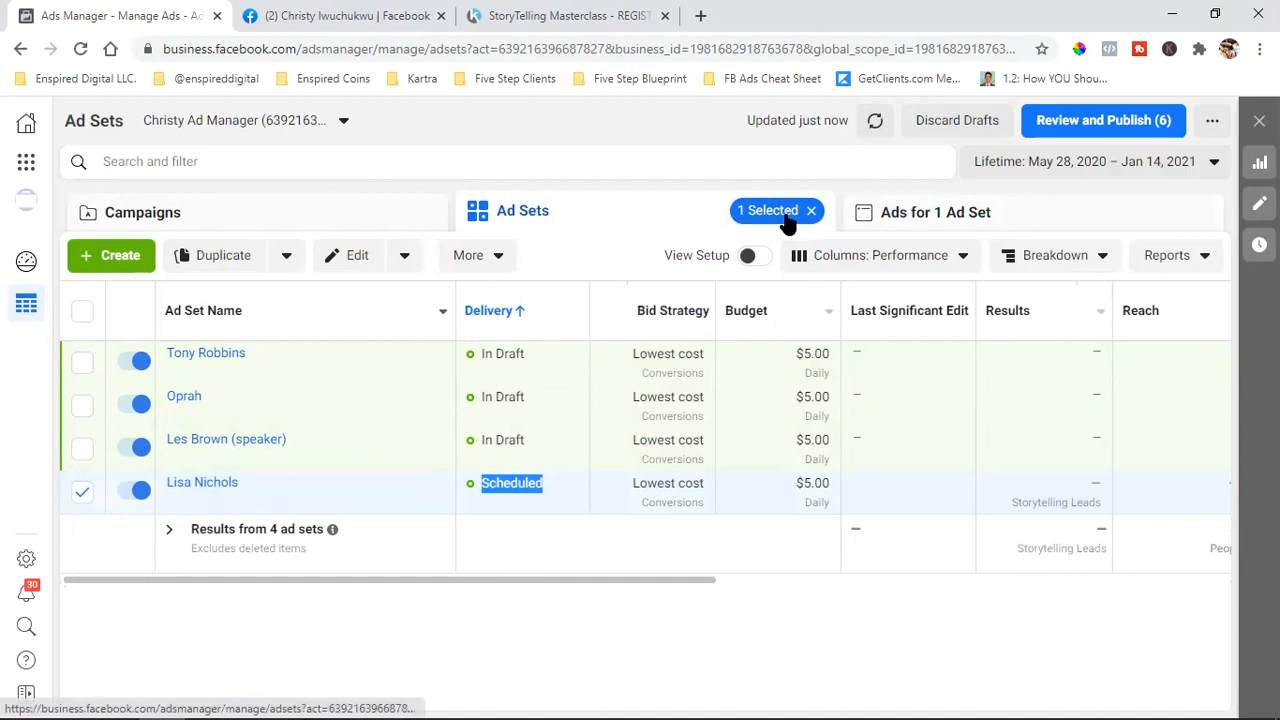 Ads Manager - Manage Ads - Ad
(2) Christy Iwuchukwu | Facebook
StoryTelling Masterclass - REGIST
business.facebook.com/adsmanager/manage/adsets?act=639216396687827&business_id=1981682918763678&global_scope_id=1981682918763...
Enspired Digital LLC.
@enspireddigital
Enspired Coins
Kartra
Five Step Clients
Five Step Blueprint
FB Ads Cheat Sheet
GetClients.com Me...
1.2: How YOU Shou...
Ad Sets
Christy Ad Manager (6392163...
Updated just now
Discard Drafts
Review and Publish (6)
Search and filter
Lifetime: May 28, 2020 – Jan 14, 2021
Campaigns
Ad Sets
1 Selected
Ads for 1 Ad Set
+ Create
Duplicate
Edit
More
View Setup
Columns: Performance
Breakdown
Reports
Ad Set Name
Delivery ↑
Bid Strategy
Budget
Last Significant Edit
Results
Reach
Tony Robbins
In Draft
Lowest cost
$5.00
—
—
Conversions
Daily
Oprah
In Draft
Lowest cost
$5.00
—
—
Conversions
Daily
Les Brown (speaker)
In Draft
Lowest cost
$5.00
—
—
Conversions
Daily
Lisa Nichols
Scheduled
Lowest cost
$5.00
—
Conversions
Daily
Storytelling Leads
Results from 4 ad sets
—
—
Excludes deleted items
Storytelling Leads
Peop
30
https://business.facebook.com/adsmanager/manage/adsets?act=6392163966878...